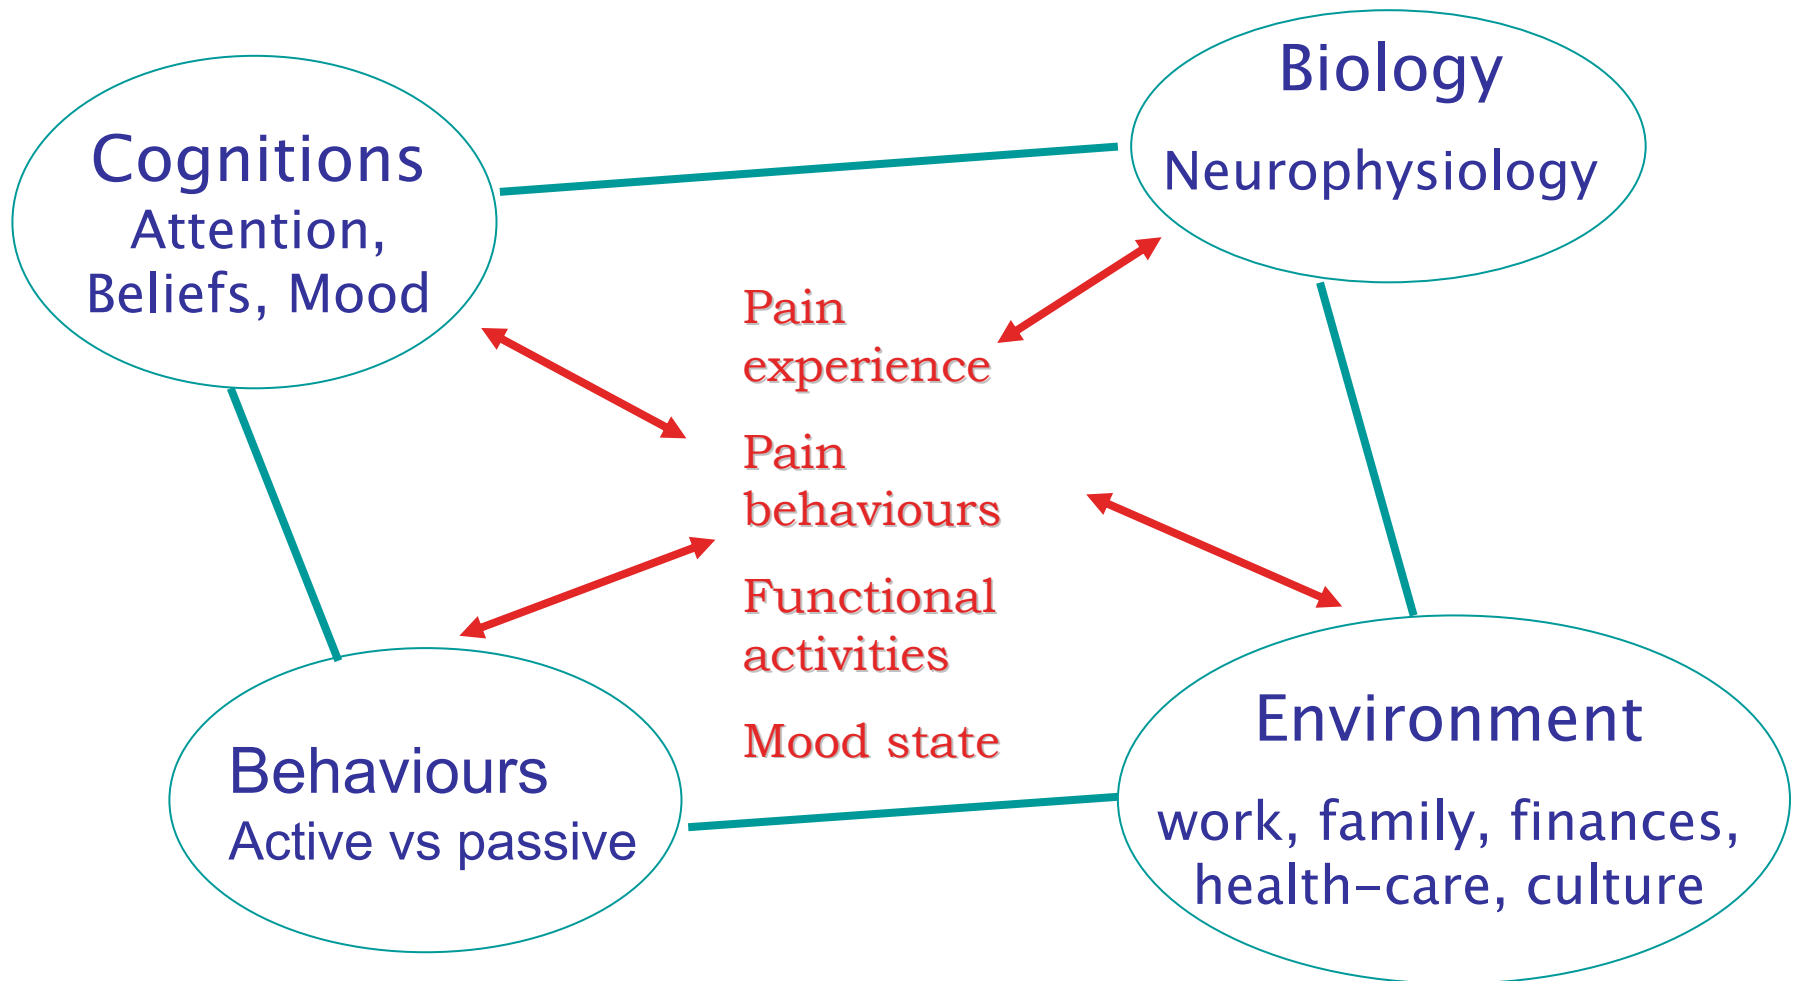 Cognitions
Attention,
Beliefs, Mood
Biology
Neurophysiology
Pain
experience
Pain
behaviours
Functional
activities
Mood state
Behaviours
Active vs passive
Environment
work, family, finances,
health-care, culture